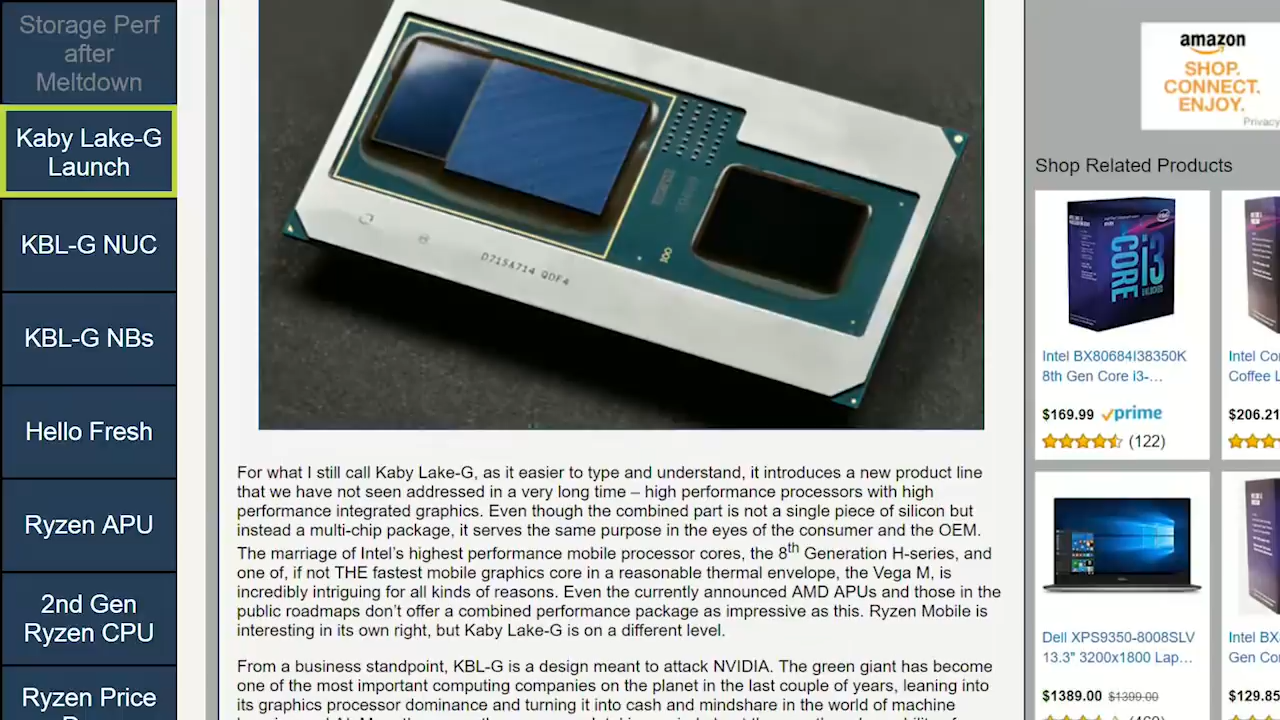 Storage Perf
after
Meltdown
Kaby Lake-G
Launch
KBL-G NUC
KBL-G NBs
Hello Fresh
Ryzen APU
2nd Gen
Ryzen CPU
Ryzen Price
D715A714 QDF4
For what I still call Kaby Lake-G, as it easier to type and understand, it introduces a new product line
that we have not seen addressed in a very long time – high performance processors with high
performance integrated graphics. Even though the combined part is not a single piece of silicon but
instead a multi-chip package, it serves the same purpose in the eyes of the consumer and the OEM.
The marriage of Intel's highest performance mobile processor cores, the 8th Generation H-series, and
one of, if not THE fastest mobile graphics core in a reasonable thermal envelope, the Vega M, is
incredibly intriguing for all kinds of reasons. Even the currently announced AMD APUs and those in the
public roadmaps don't offer a combined performance package as impressive as this. Ryzen Mobile is
interesting in its own right, but Kaby Lake-G is on a different level.
From a business standpoint, KBL-G is a design meant to attack NVIDIA. The green giant has become
one of the most important computing companies on the planet in the last couple of years, leaning into
its graphics processor dominance and turning it into cash and mindshare in the world of machine
amazon
SHOP.
CONNECT.
ENJOY.
Privacy
Shop Related Products
CORE i3
Intel BX80684I38350K
8th Gen Core i3-...
$169.99 prime
(122)
Intel Co
Coffee L
$206.21
Dell XPS9350-8008SLV
13.3" 3200x1800 Lap...
$1389.00 $1399.00
Intel BX
Gen Co
$129.85